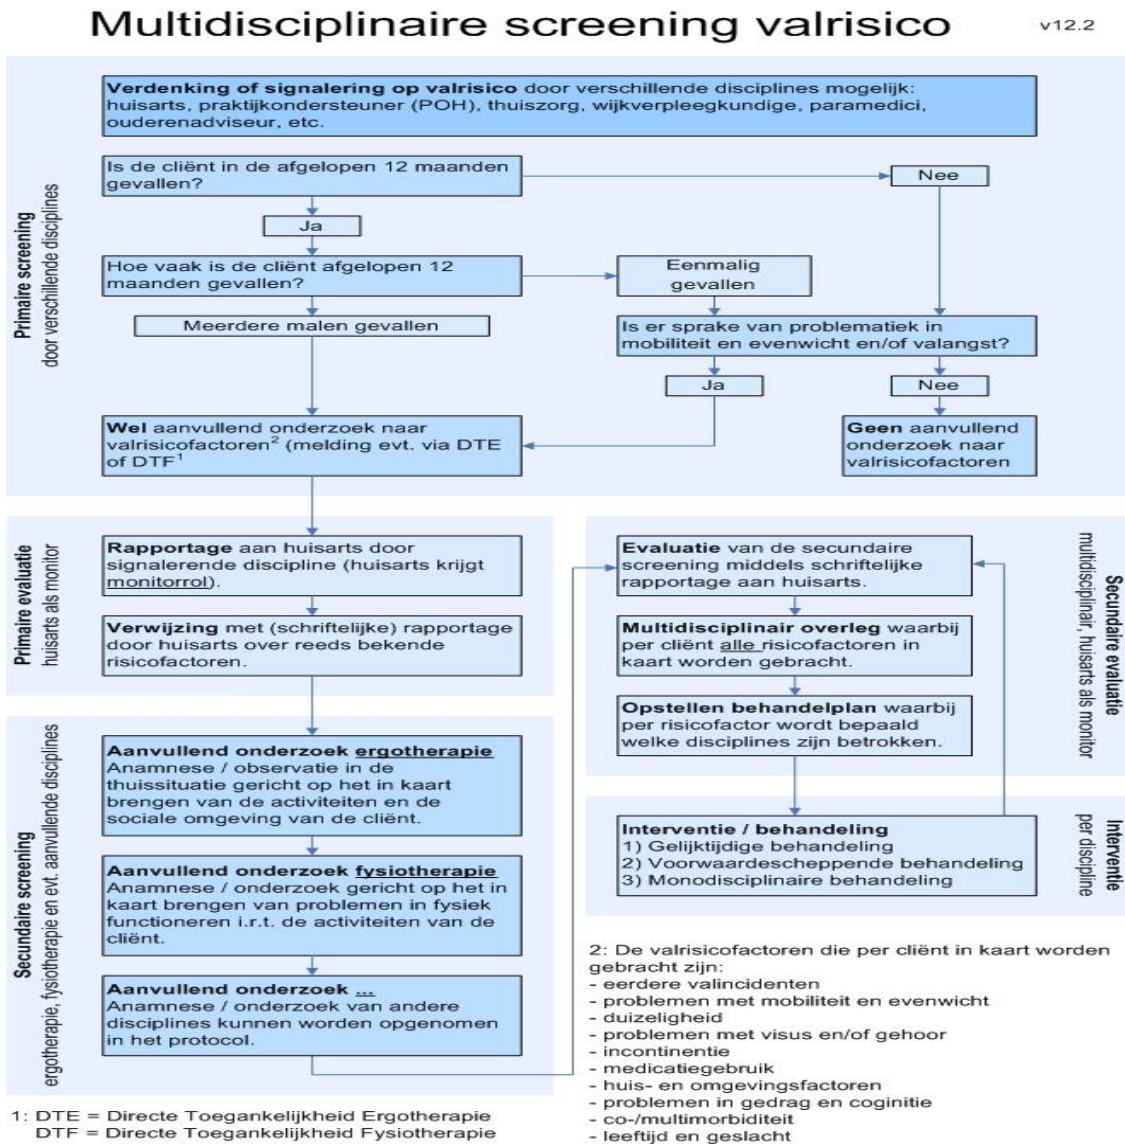 Multidisciplinaire screening valrisico
v12.2
Primaire screening
door verschillende disciplines
Verdenking of signalering op valrisico door verschillende disciplines mogelijk:
huisarts, praktijkondersteuner (POH), thuiszorg, wijkverpleegkundige, paramedici,
ouderenadviseur, etc.
Is de cliënt in de afgelopen 12 maanden
gevallen?
Nee
Ja
Hoe vaak is de cliënt afgelopen 12
maanden gevallen?
Eenmalig
gevallen
Meerdere malen gevallen
Is er sprake van problematiek in
mobiliteit en evenwicht en/of valangst?
Ja
Nee
Wel aanvullend onderzoek naar
valrisicofactoren² (melding evt. via DTE
of DTF¹
Geen aanvullend
onderzoek naar
valrisicofactoren
Primaire evaluatie
huisarts als monitor
Rapportage aan huisarts door
signalerende discipline (huisarts krijgt
monitorrol).
Verwijzing met (schriftelijke) rapportage
door huisarts over reeds bekende
risicofactoren.
Secundaire screening
ergotherapie, fysiotherapie en evt. aanvullende disciplines
Aanvullend onderzoek ergotherapie
Anamnese / observatie in de
thuissituatie gericht op het in kaart
brengen van de activiteiten en de
sociale omgeving van de cliënt.
Aanvullend onderzoek fysiotherapie
Anamnese / onderzoek gericht op het in
kaart brengen van problemen in fysiek
functioneren i.r.t. de activiteiten van de
cliënt.
Aanvullend onderzoek ...
Anamnese / onderzoek van andere
disciplines kunnen worden opgenomen
in het protocol.
Secundaire evaluatie
multidisciplinair, huisarts als monitor
Evaluatie van de secundaire
screening middels schriftelijke
rapportage aan huisarts.
Multidisciplinair overleg waarbij
per cliënt alle risicofactoren in
kaart worden gebracht.
Opstellen behandelplan waarbij
per risicofactor wordt bepaald
welke disciplines zijn betrokken.
Interventie
per discipline
Interventie / behandeling
1) Gelijktijdige behandeling
2) Voorwaardescheppende behandeling
3) Monodisciplinaire behandeling
2: De valrisicofactoren die per cliënt in kaart worden
gebracht zijn:
- eerdere valincidenten
- problemen met mobiliteit en evenwicht
- duizeligheid
- problemen met visus en/of gehoor
- incontinentie
- medicatiegebruik
- huis- en omgevingsfactoren
- problemen in gedrag en coginitie
- co-/multimorbiditeit
- leeftijd en geslacht
1: DTE = Directe Toegankelijkheid Ergotherapie
DTF = Directe Toegankelijkheid Fysiotherapie